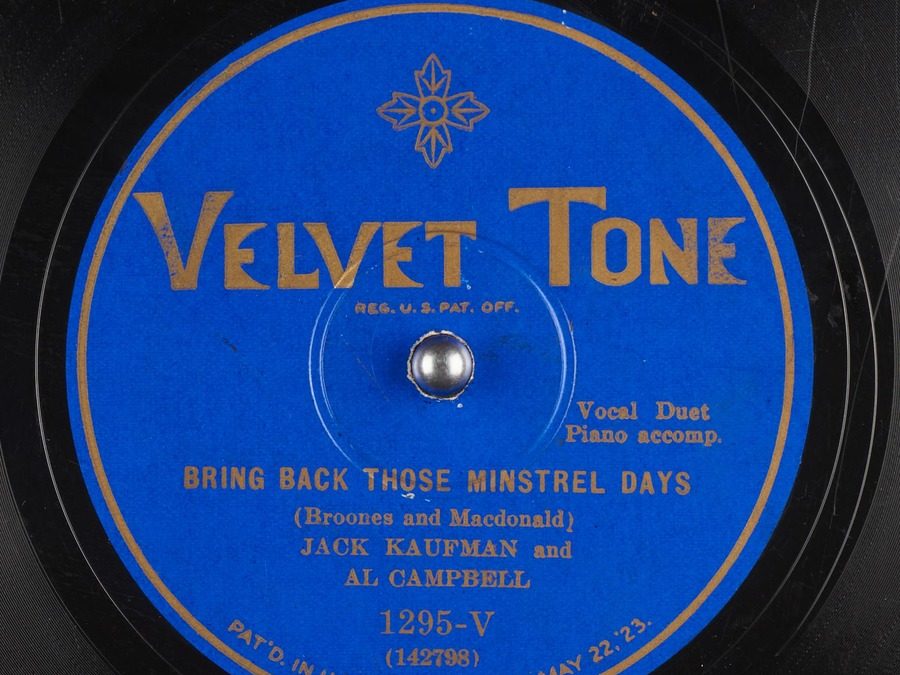 VELVET TONE
REG. U. S. PAT. OFF.
Vocal Duet
Piano accomp.
BRING BACK THOSE MINSTREL DAYS
(Broones and Macdonald)
JACK KAUFMAN and
AL CAMPBELL
1295-V
(142798)
PAT'D. IN MAY 22, '23.